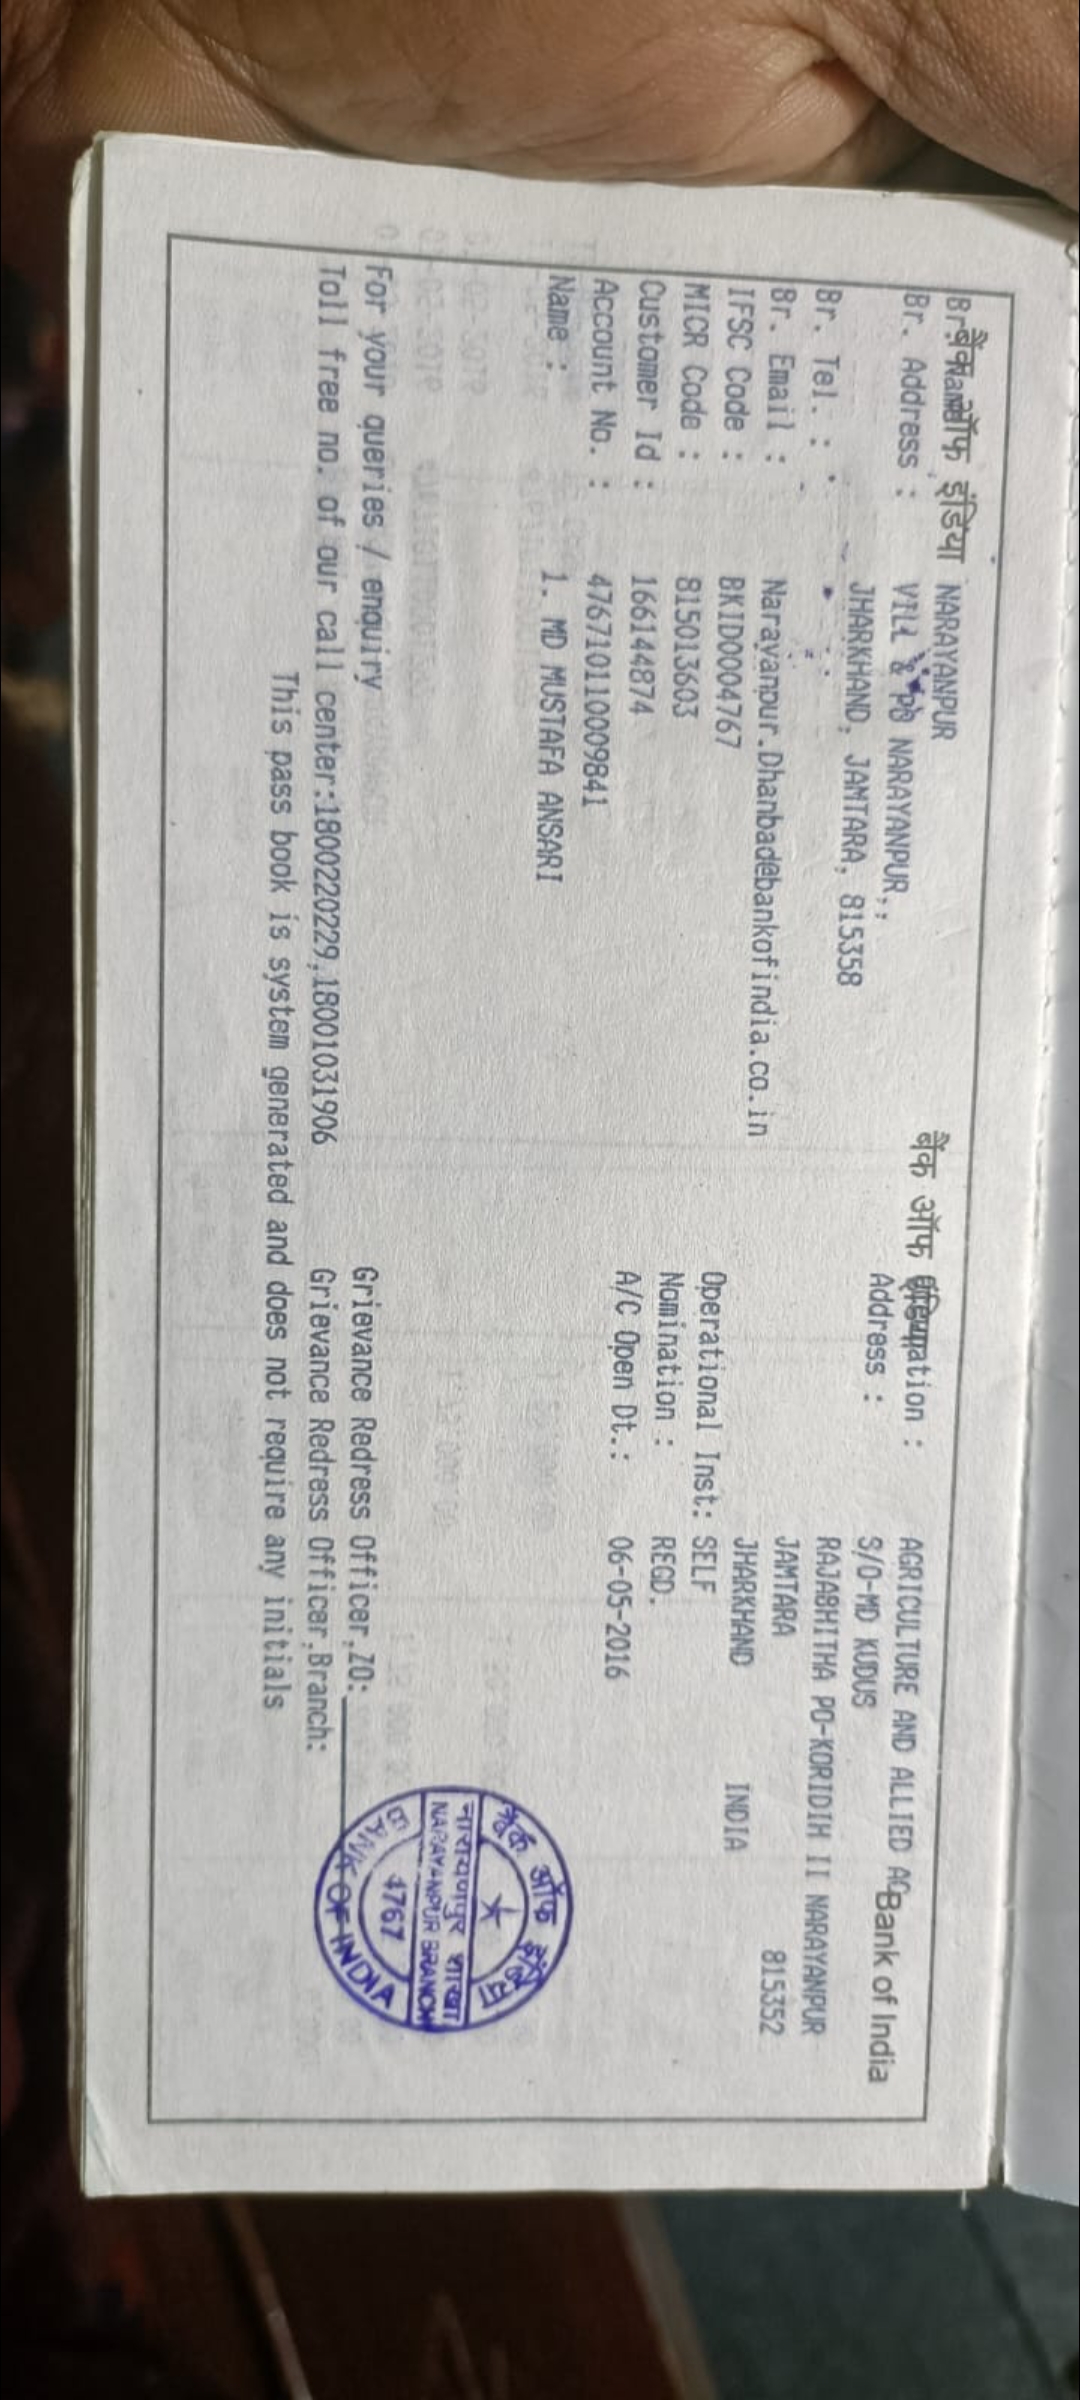 बैंक ऑफ इंडिया NARAYANPUR
Br. Address : VILL & PO NARAYANPUR,,:
JHARKHAND, JAMTARA, 815358
Br. Tel. :
Br. Email : Narayanpur.Dhanbad@bankofindia.co.in
IFSC Code : BKID0004767
MICR Code : 815013603
Customer Id : 166144874
Account No. : 476710110009841
Name : 1. MD MUSTAFA ANSARI
बैंक ऑफ इंडिया
Bank of India
AGRICULTURE AND ALLIED AC
Address : S/O-MD KUDUS
RAJABHITHA PO-KORIDIH II NARAYANPUR
JAMTARA 815352
JHARKHAND INDIA
Operational Inst: SELF
Nomination : REGD.
A/C Open Dt.: 06-05-2016
For your queries / enquiry
Toll free no. of our call center:1800220229,18001031906
Grievance Redress Officer,ZO:
Grievance Redress Officer,Branch:
This pass book is system generated and does not require any initials
बैंक ऑफ इंडिया
नारायणपुर शाखा
NARAYANPUR BRANCH
4767
BANK OF INDIA